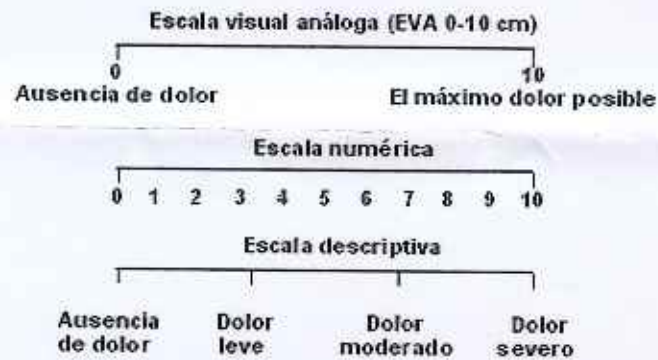 Escala visual análoga (EVA 0-10 cm)
0 10
Ausencia de dolor El máximo dolor posible
Escala numérica
0 1 2 3 4 5 6 7 8 9 10
Escala descriptiva
Ausencia Dolor Dolor Dolor
de dolor leve moderado severo